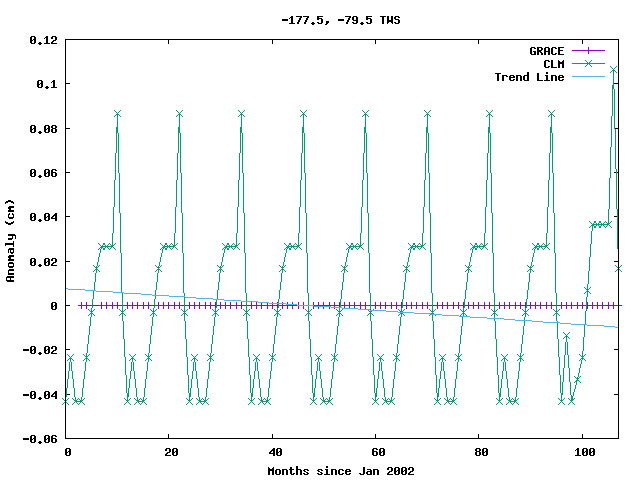 -177.5, -79.5 TWS
GRACE
CLM
Trend Line
0.12
0.1
0.08
0.06
0.04
0.02
0
-0.02
-0.04
-0.06
Anomaly (cm)
0 20 40 60 80 100
Months since Jan 2002